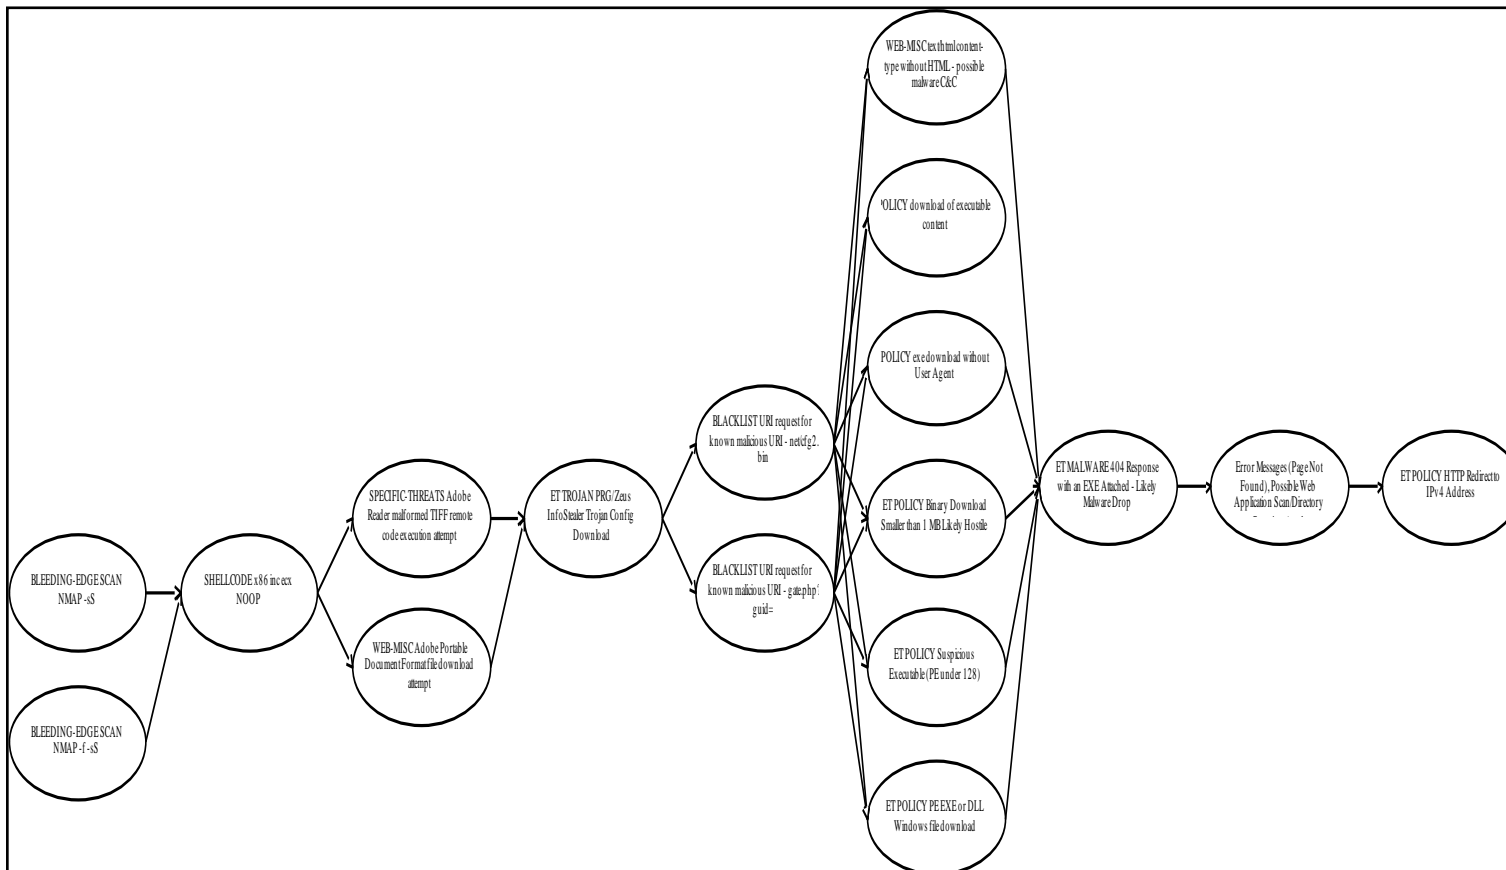 BLEEDING-EDGE SCAN
NMAP -sS
BLEEDING-EDGE SCAN
NMAP -f -sS
SHELLCODE x86 inc ecx
NOOP
SPECIFIC-THREATS Adobe
Reader malformed TIFF remote
code execution attempt
WEB-MISC Adobe Portable
Document Format file download
attempt
ET TROJAN PRG/Zeus
InfoStealer Trojan Config
Download
BLACKLIST URI request for
known malicious URI - net/cfg2.
bin
BLACKLIST URI request for
known malicious URI - gate.php?
guid=
WEB-MISC text/html content-
type without HTML - possible
malware C&C
POLICY download of executable
content
POLICY exe download without
User Agent
ET POLICY Binary Download
Smaller than 1 MB Likely Hostile
ET POLICY Suspicious
Executable (PE under 128)
ET POLICY PE EXE or DLL
Windows file download
ET MALWARE 404 Response
with an EXE Attached - Likely
Malware Drop
Error Messages (Page Not
Found), Possible Web
Application Scan/Directory
ET POLICY HTTP Redirect to
IPv4 Address